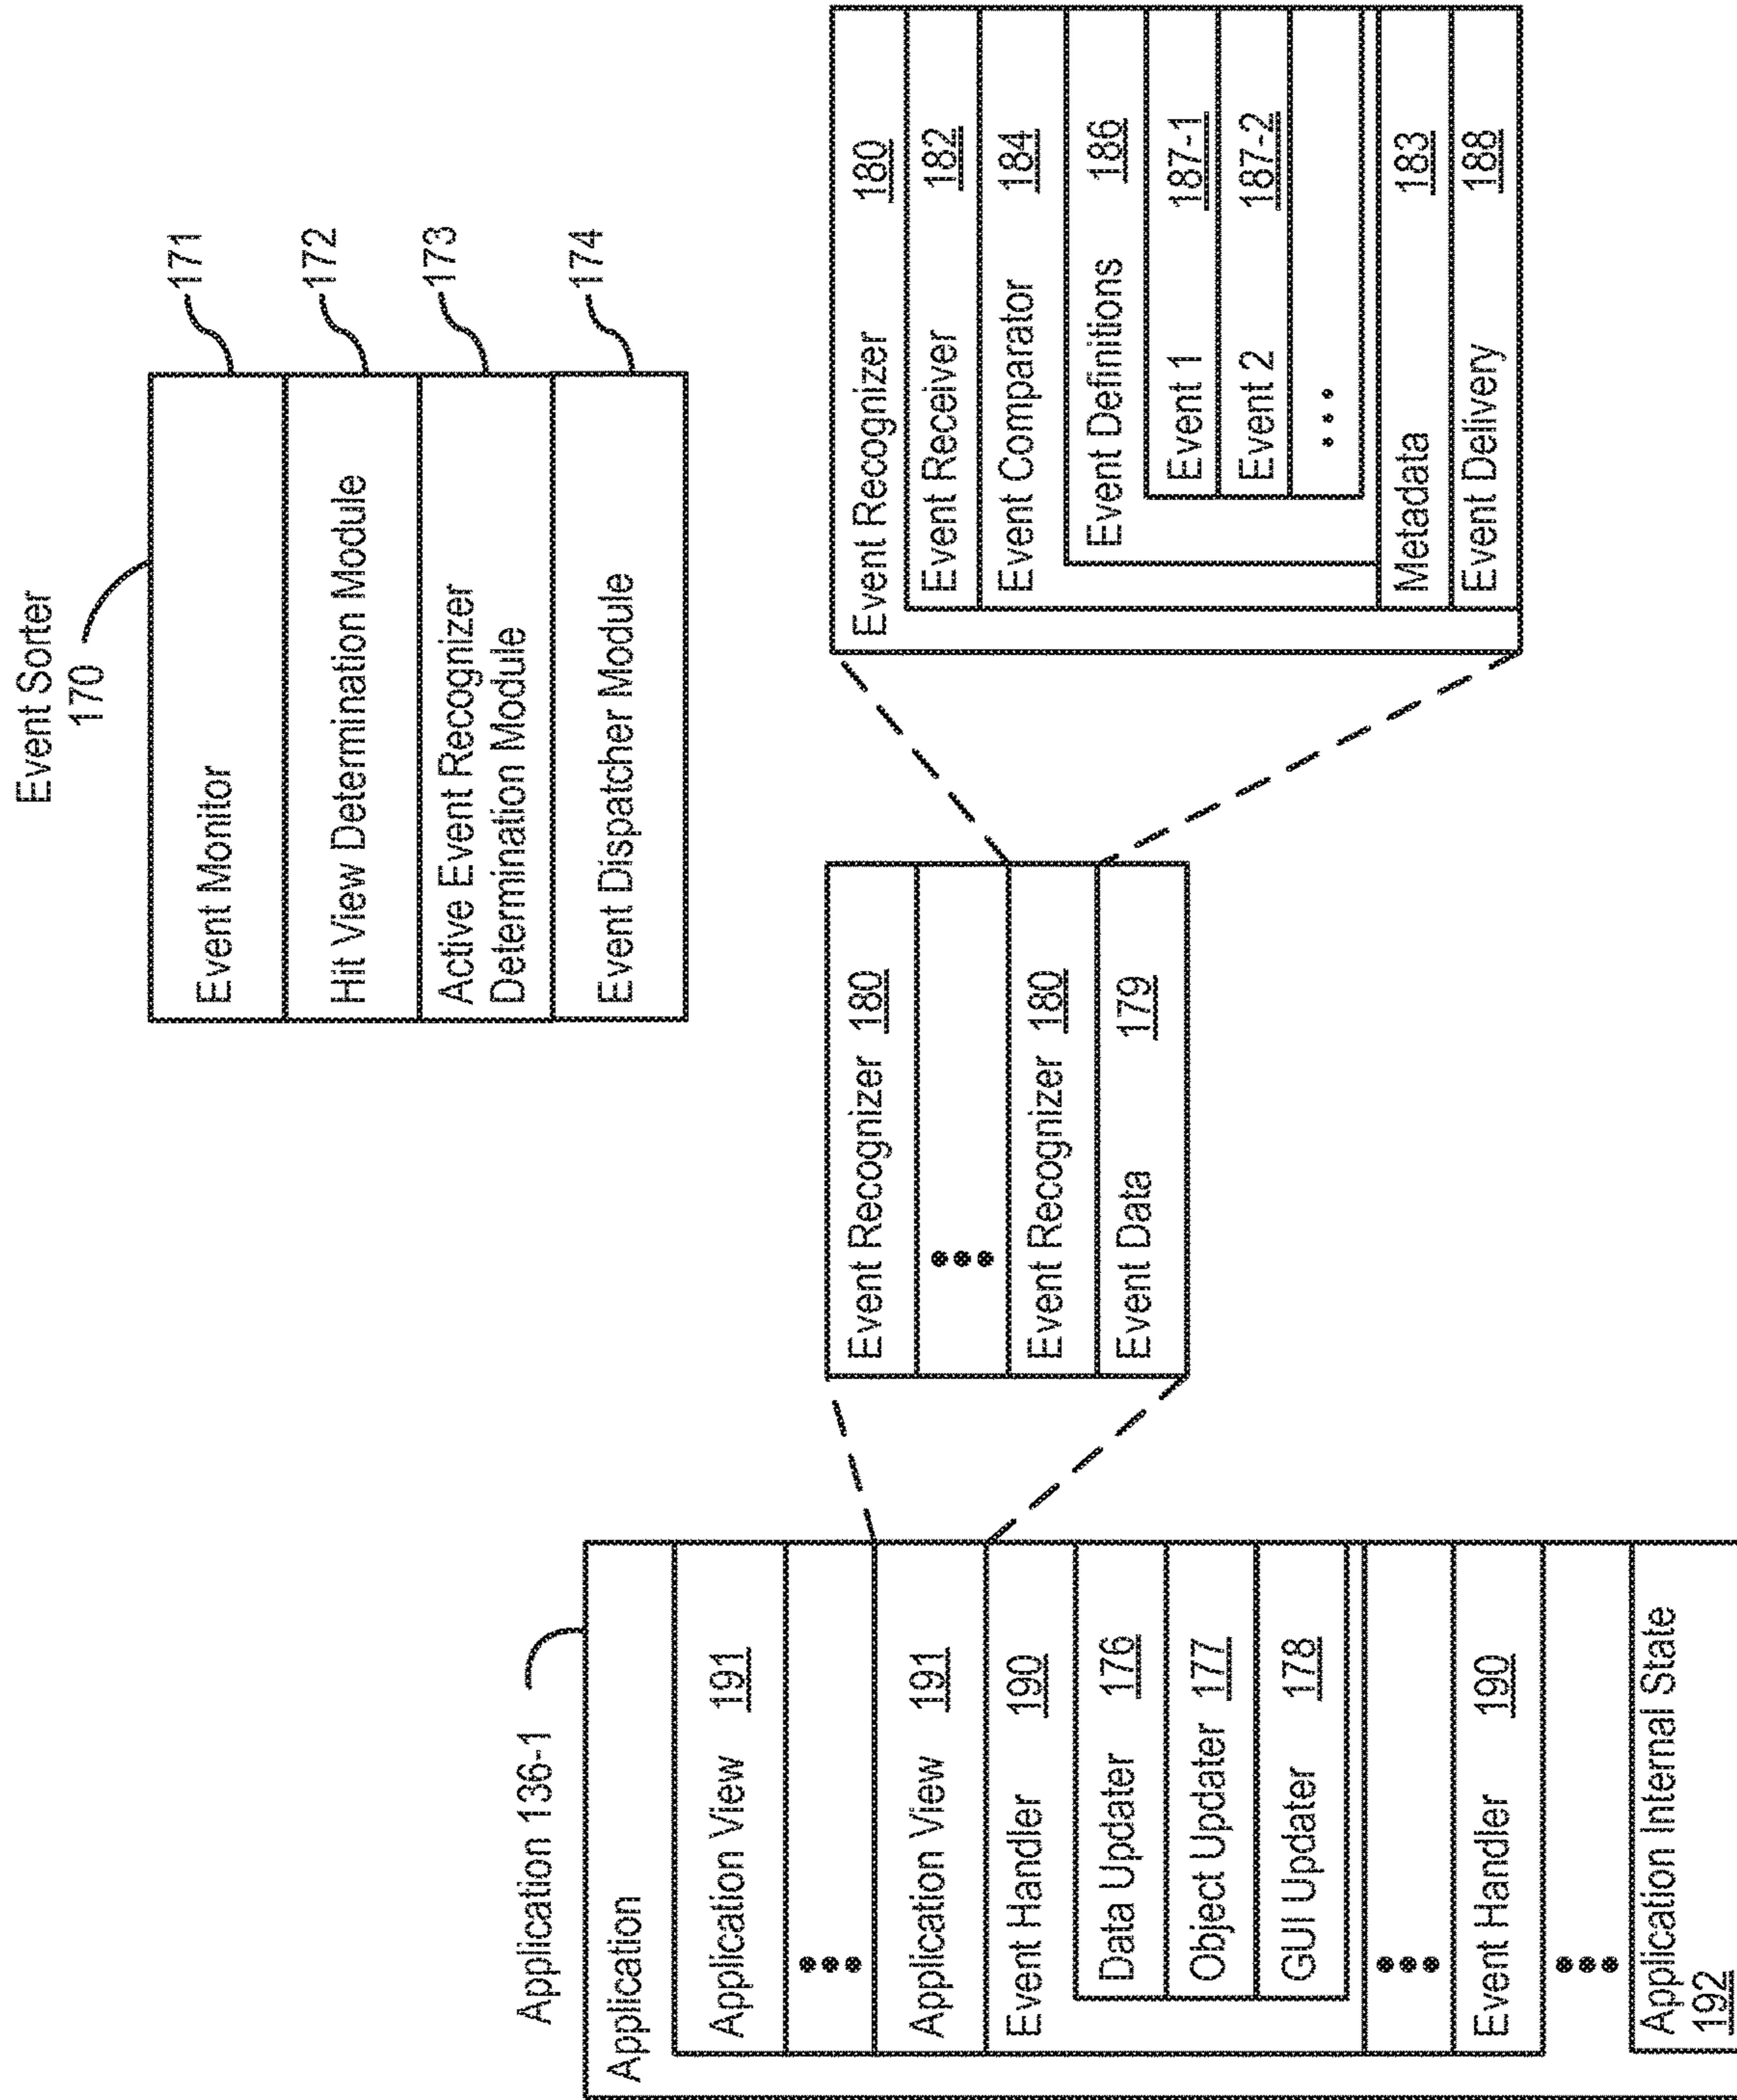 Event Sorter
170
Event Monitor
171
Hit View Determination Module
172
Active Event Recognizer
Determination Module
173
Event Dispatcher Module
174
Application 136-1
Application
Application View 191
•••
Application View 191
Event Handler 190
Data Updater 176
Object Updater 177
GUI Updater 178
•••
Event Handler 190
•••
Application Internal State
192
Event Recognizer 180
•••
Event Recognizer 180
Event Data 179
Event Recognizer 180
Event Receiver 182
Event Comparator 184
Event Definitions 186
Event 1 187-1
Event 2 187-2
•••
Metadata 183
Event Delivery 188